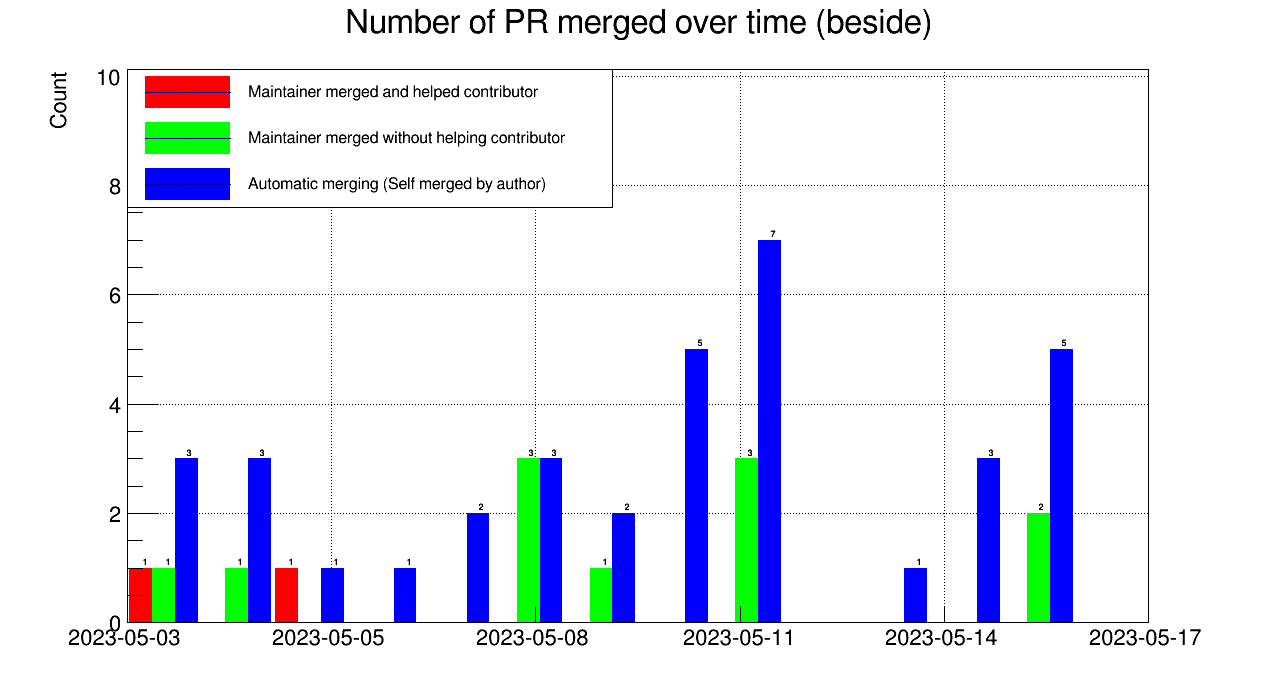 Number of PR merged over time (beside)
Count
Maintainer merged and helped contributor
Maintainer merged without helping contributor
Automatic merging (Self merged by author)
10
8
6
4
2
0
1 1 3 1 3 1 1 1 2 3 3 1 2 5 3 7 1 3 2 5
2023-05-03 2023-05-05 2023-05-08 2023-05-11 2023-05-14 2023-05-17